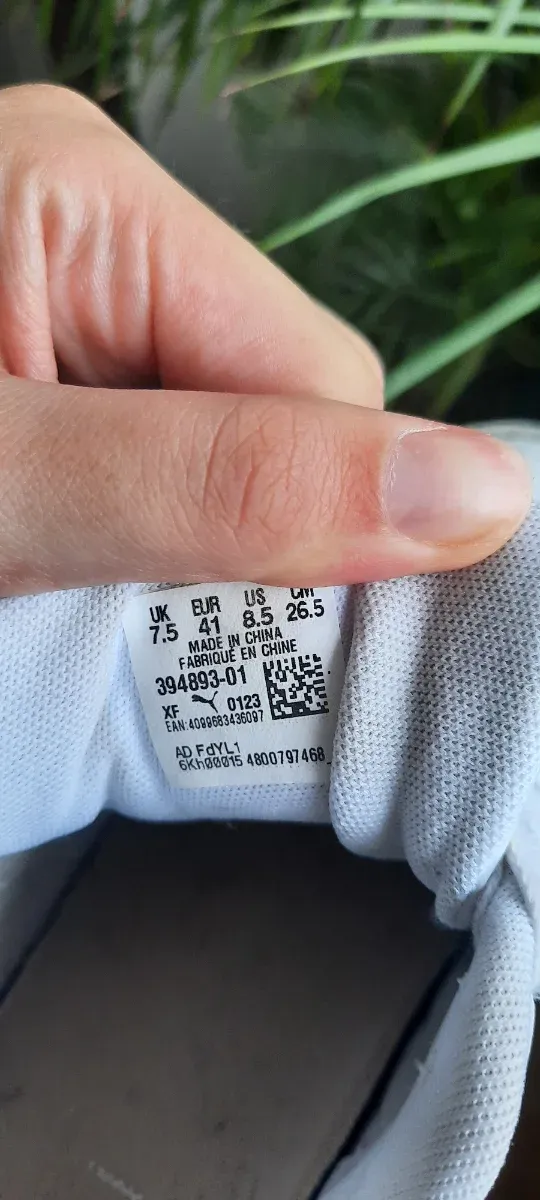 UK EUR US CM
7.5 41 8.5 26.5
MADE IN CHINA
FABRIQUÉ EN CHINE
394893-01
XF 0123
EAN:4099683436097
AD FdYL1
6Kh00015 4800797468_